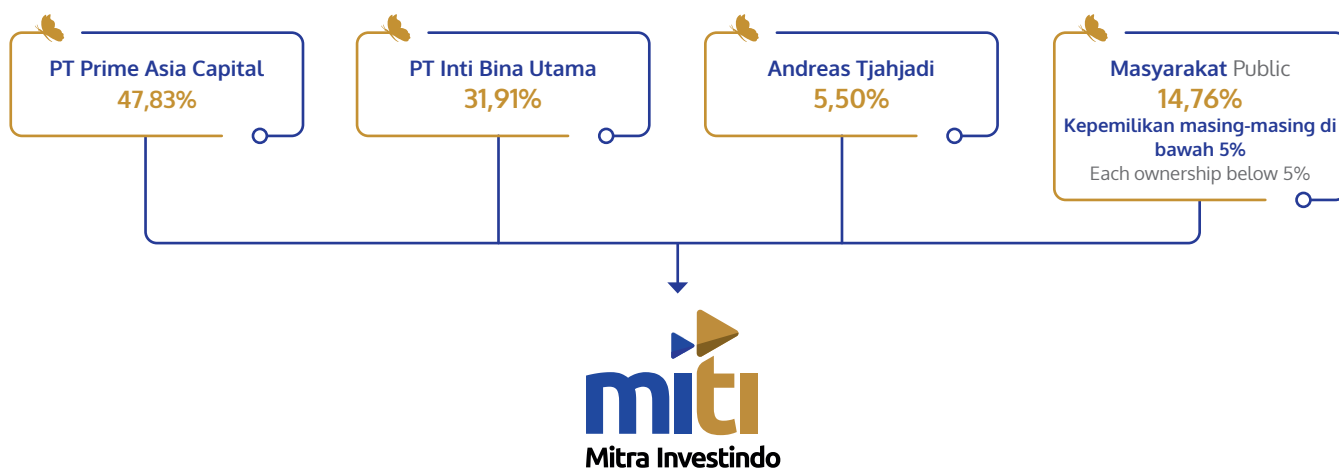 PT Prime Asia Capital
47,83%
PT Inti Bina Utama
31,91%
Andreas Tjahjadi
5,50%
Masyarakat Public
14,76%
Kepemilikan masing-masing di
bawah 5%
Each ownership below 5%
miti
Mitra Investindo